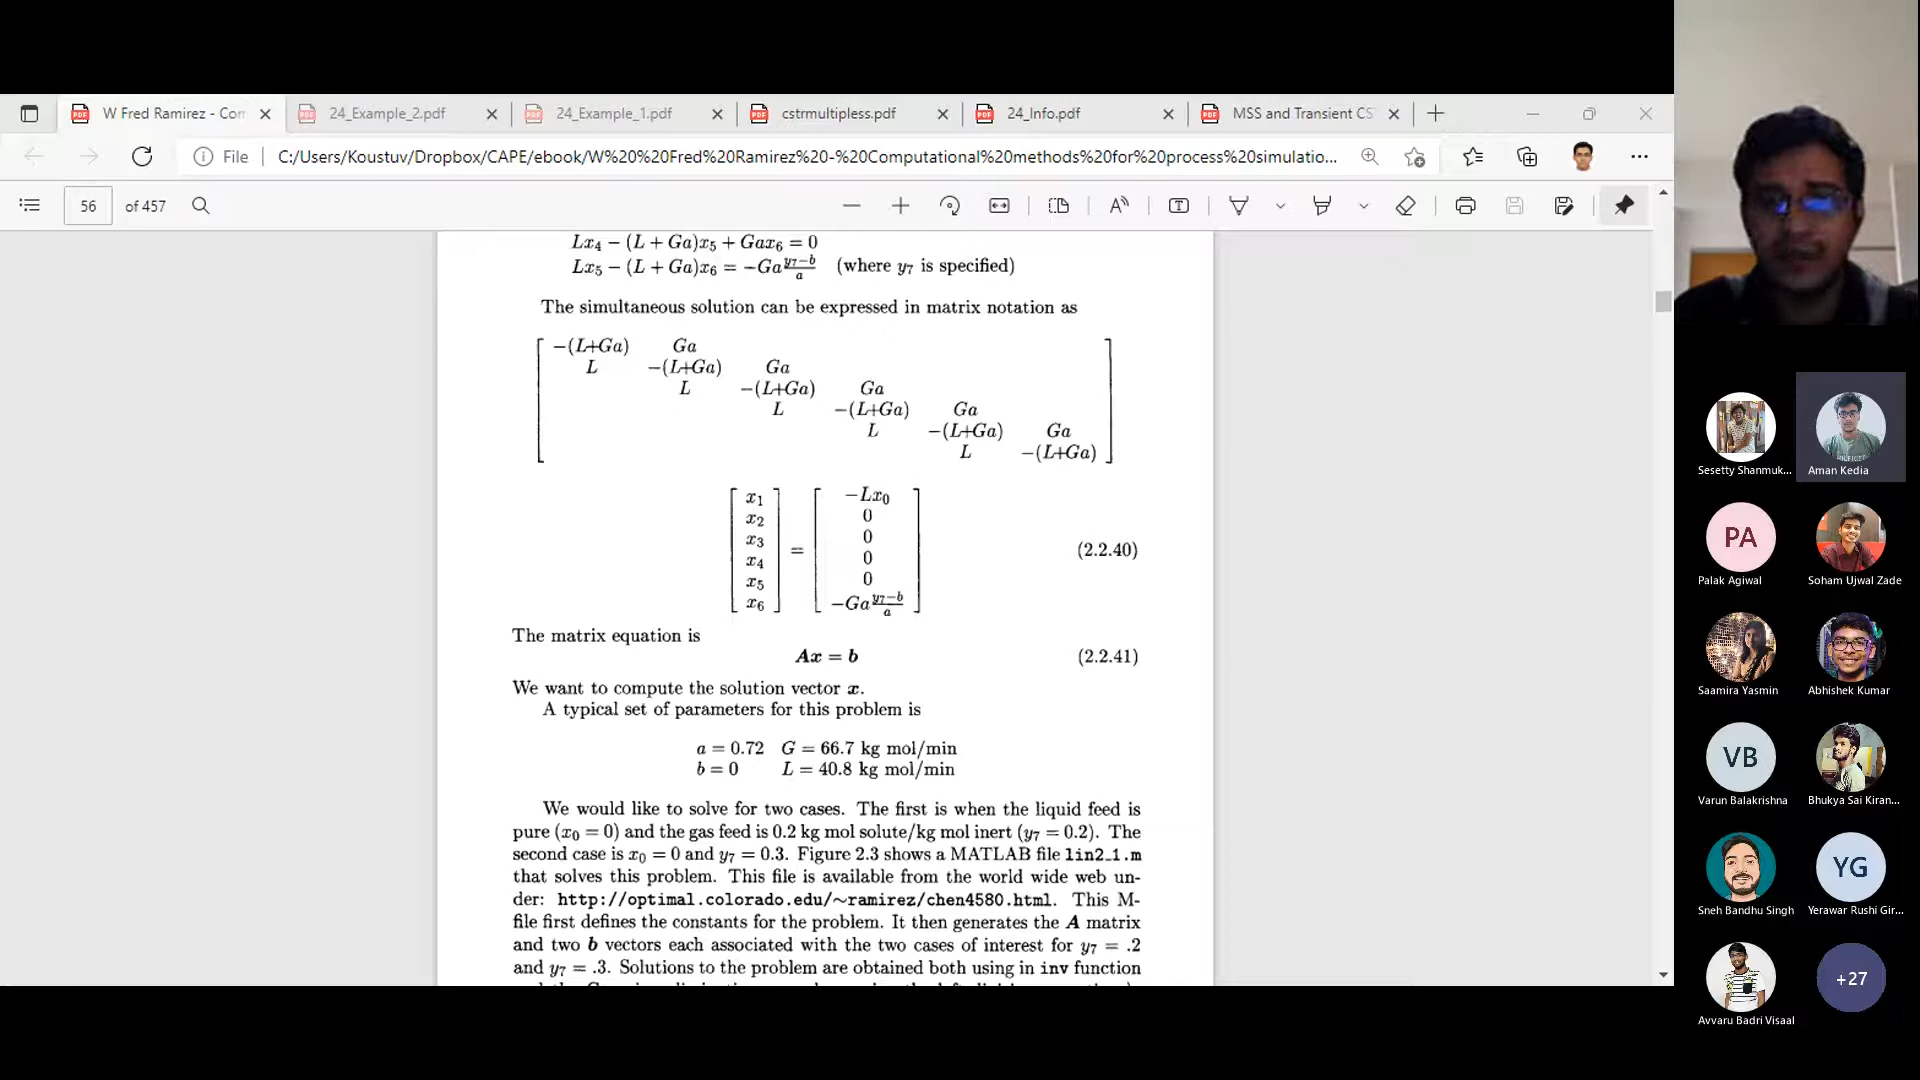 W Fred Ramirez - Com
24_Example_2.pdf
24_Example_1.pdf
cstrmultipless.pdf
24_Info.pdf
MSS and Transient CS
File
C:/Users/Koustuv/Dropbox/CAPE/ebook/W%20%20Fred%20Ramirez%20-%20Computational%20methods%20for%20process%20simulatio...
56 of 457
Lx₄ − (L + Ga)x₅ + Gax₆ = 0
Lx₅ − (L + Ga)x₆ = −Ga (y₇−b)/a (where y₇ is specified)
The simultaneous solution can be expressed in matrix notation as
−(L+Ga) Ga
L −(L+Ga) Ga
L −(L+Ga) Ga
L −(L+Ga) Ga
L −(L+Ga) Ga
L −(L+Ga)
x₁ −Lx₀
x₂ 0
x₃ 0
= (2.2.40)
x₄ 0
x₅ 0
x₆ −Ga (y₇−b)/a
The matrix equation is
Ax = b (2.2.41)
We want to compute the solution vector x.
A typical set of parameters for this problem is
a = 0.72 G = 66.7 kg mol/min
b = 0 L = 40.8 kg mol/min
We would like to solve for two cases. The first is when the liquid feed is
pure (x₀ = 0) and the gas feed is 0.2 kg mol solute/kg mol inert (y₇ = 0.2). The
second case is x₀ = 0 and y₇ = 0.3. Figure 2.3 shows a MATLAB file lin2_1.m
that solves this problem. This file is available from the world wide web un-
der: http://optimal.colorado.edu/~ramirez/chen4580.html. This M-
file first defines the constants for the problem. It then generates the A matrix
and two b vectors each associated with the two cases of interest for y₇ = .2
and y₇ = .3. Solutions to the problem are obtained both using in inv function
Sesetty Shanmuk...
Aman Kedia
PA
Palak Agiwal
Soham Ujwal Zade
Saamira Yasmin
Abhishek Kumar
VB
Varun Balakrishna
Bhukya Sai Kiran...
Sneh Bandhu Singh
YG
Yerawar Rushi Gir...
Avvaru Badri Visaal
+27